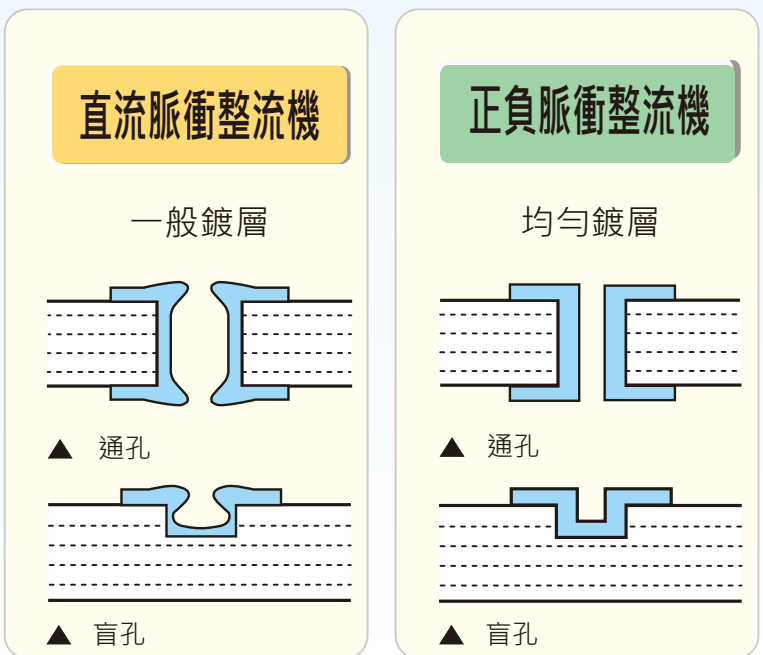 直流脈衝整流機
一般鍍層
▲ 通孔
▲ 盲孔
正負脈衝整流機
均勻鍍層
▲ 通孔
▲ 盲孔